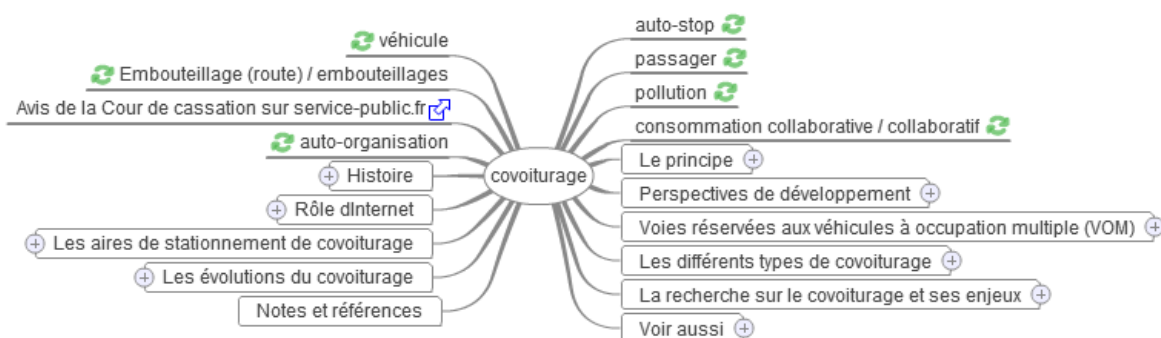 véhicule
Embouteillage (route) / embouteillages
Avis de la Cour de cassation sur service-public.fr
auto-organisation
Histoire
Rôle dInternet
Les aires de stationnement de covoiturage
Les évolutions du covoiturage
Notes et références
covoiturage
auto-stop
passager
pollution
consommation collaborative / collaboratif
Le principe
Perspectives de développement
Voies réservées aux véhicules à occupation multiple (VOM)
Les différents types de covoiturage
La recherche sur le covoiturage et ses enjeux
Voir aussi